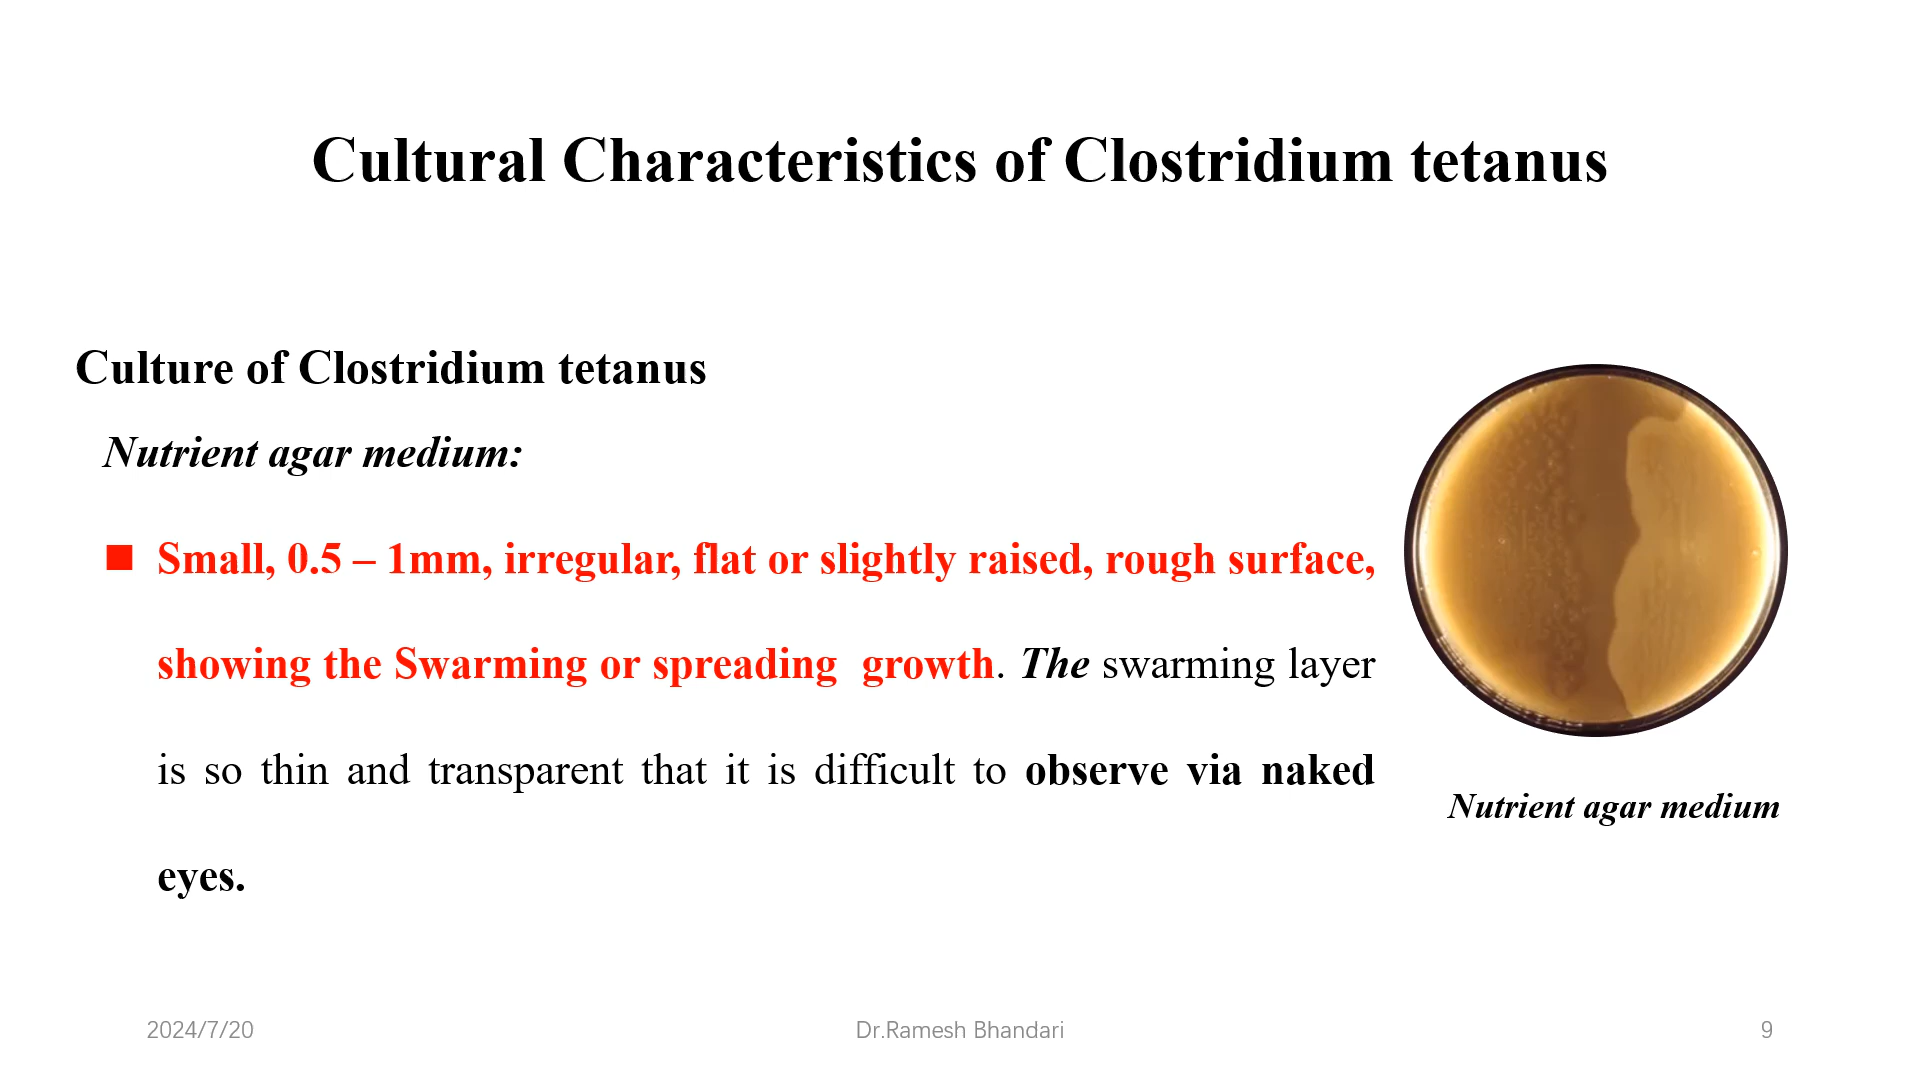 Cultural Characteristics of Clostridium tetanus
Culture of Clostridium tetanus
Nutrient agar medium:
■ Small, 0.5 – 1mm, irregular, flat or slightly raised, rough surface,
showing the Swarming or spreading  growth. The swarming layer
is so thin and transparent that it is difficult to observe via naked
eyes.
Nutrient agar medium
2024/7/20
Dr.Ramesh Bhandari
9